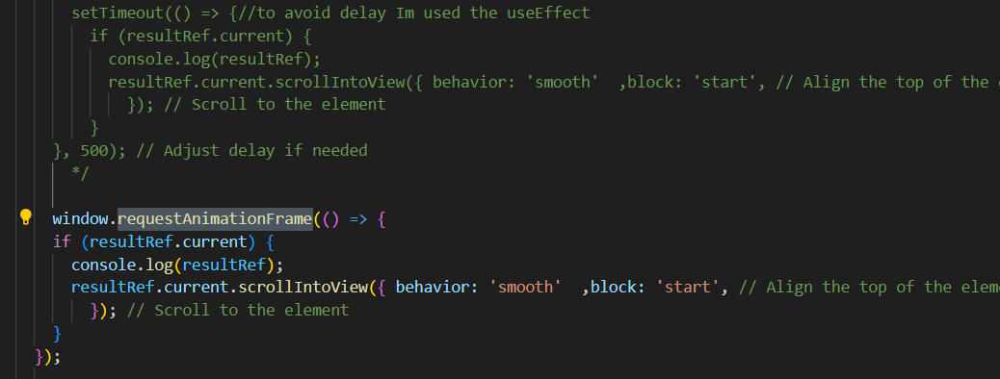 setTimeout(() => {//to avoid delay Im used the useEffect
if (resultRef.current) {
console.log(resultRef);
resultRef.current.scrollIntoView({ behavior: 'smooth'  ,block: 'start', // Align the top of the
}); // Scroll to the element
}
}, 500); // Adjust delay if needed
*/
window.requestAnimationFrame(() => {
if (resultRef.current) {
console.log(resultRef);
resultRef.current.scrollIntoView({ behavior: 'smooth'  ,block: 'start', // Align the top of the elem
}); // Scroll to the element
}
});